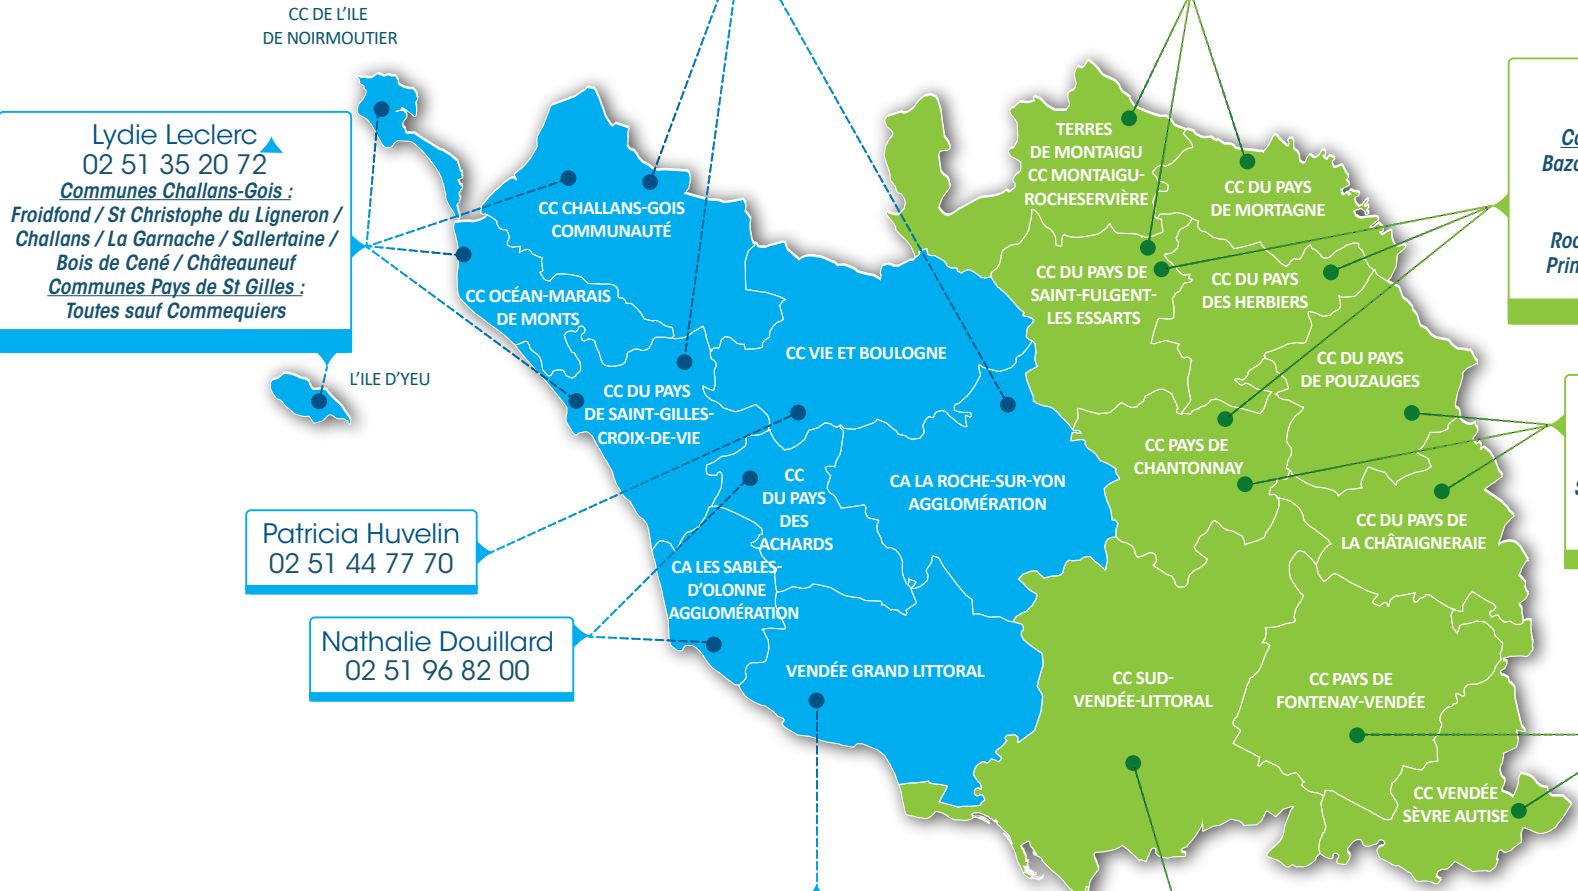 CC DE L'ILE
DE NOIRMOUTIER
Lydie Leclerc
02 51 35 20 72
Communes Challans-Gois :
Froidfond / St Christophe du Ligneron /
Challans / La Garnache / Sallertaine /
Bois de Cené / Châteauneuf
Communes Pays de St Gilles :
Toutes sauf Commequiers
L'ILE D'YEU
CC CHALLANS-GOIS
COMMUNAUTÉ
CC OCÉAN-MARAIS
DE MONTS
CC DU PAYS
DE SAINT-GILLES-
CROIX-DE-VIE
CC VIE ET BOULOGNE
CC
DU PAYS
DES
ACHARDS
CA LA ROCHE-SUR-YON
AGGLOMÉRATION
CA LES SABLES-
D'OLONNE
AGGLOMÉRATION
VENDÉE GRAND LITTORAL
Patricia Huvelin
02 51 44 77 70
Nathalie Douillard
02 51 96 82 00
TERRES
DE MONTAIGU
CC MONTAIGU-
ROCHESERVIÈRE
CC DU PAYS
DE MORTAGNE
CC DU PAYS DE
SAINT-FULGENT-
LES ESSARTS
CC DU PAYS
DES HERBIERS
CC DU PAYS
DE POUZAUGES
CC PAYS DE
CHANTONNAY
CC DU PAYS DE
LA CHÂTAIGNERAIE
CC SUD-
VENDÉE-LITTORAL
CC PAYS DE
FONTENAY-VENDÉE
CC VENDÉE
SÈVRE AUTISE